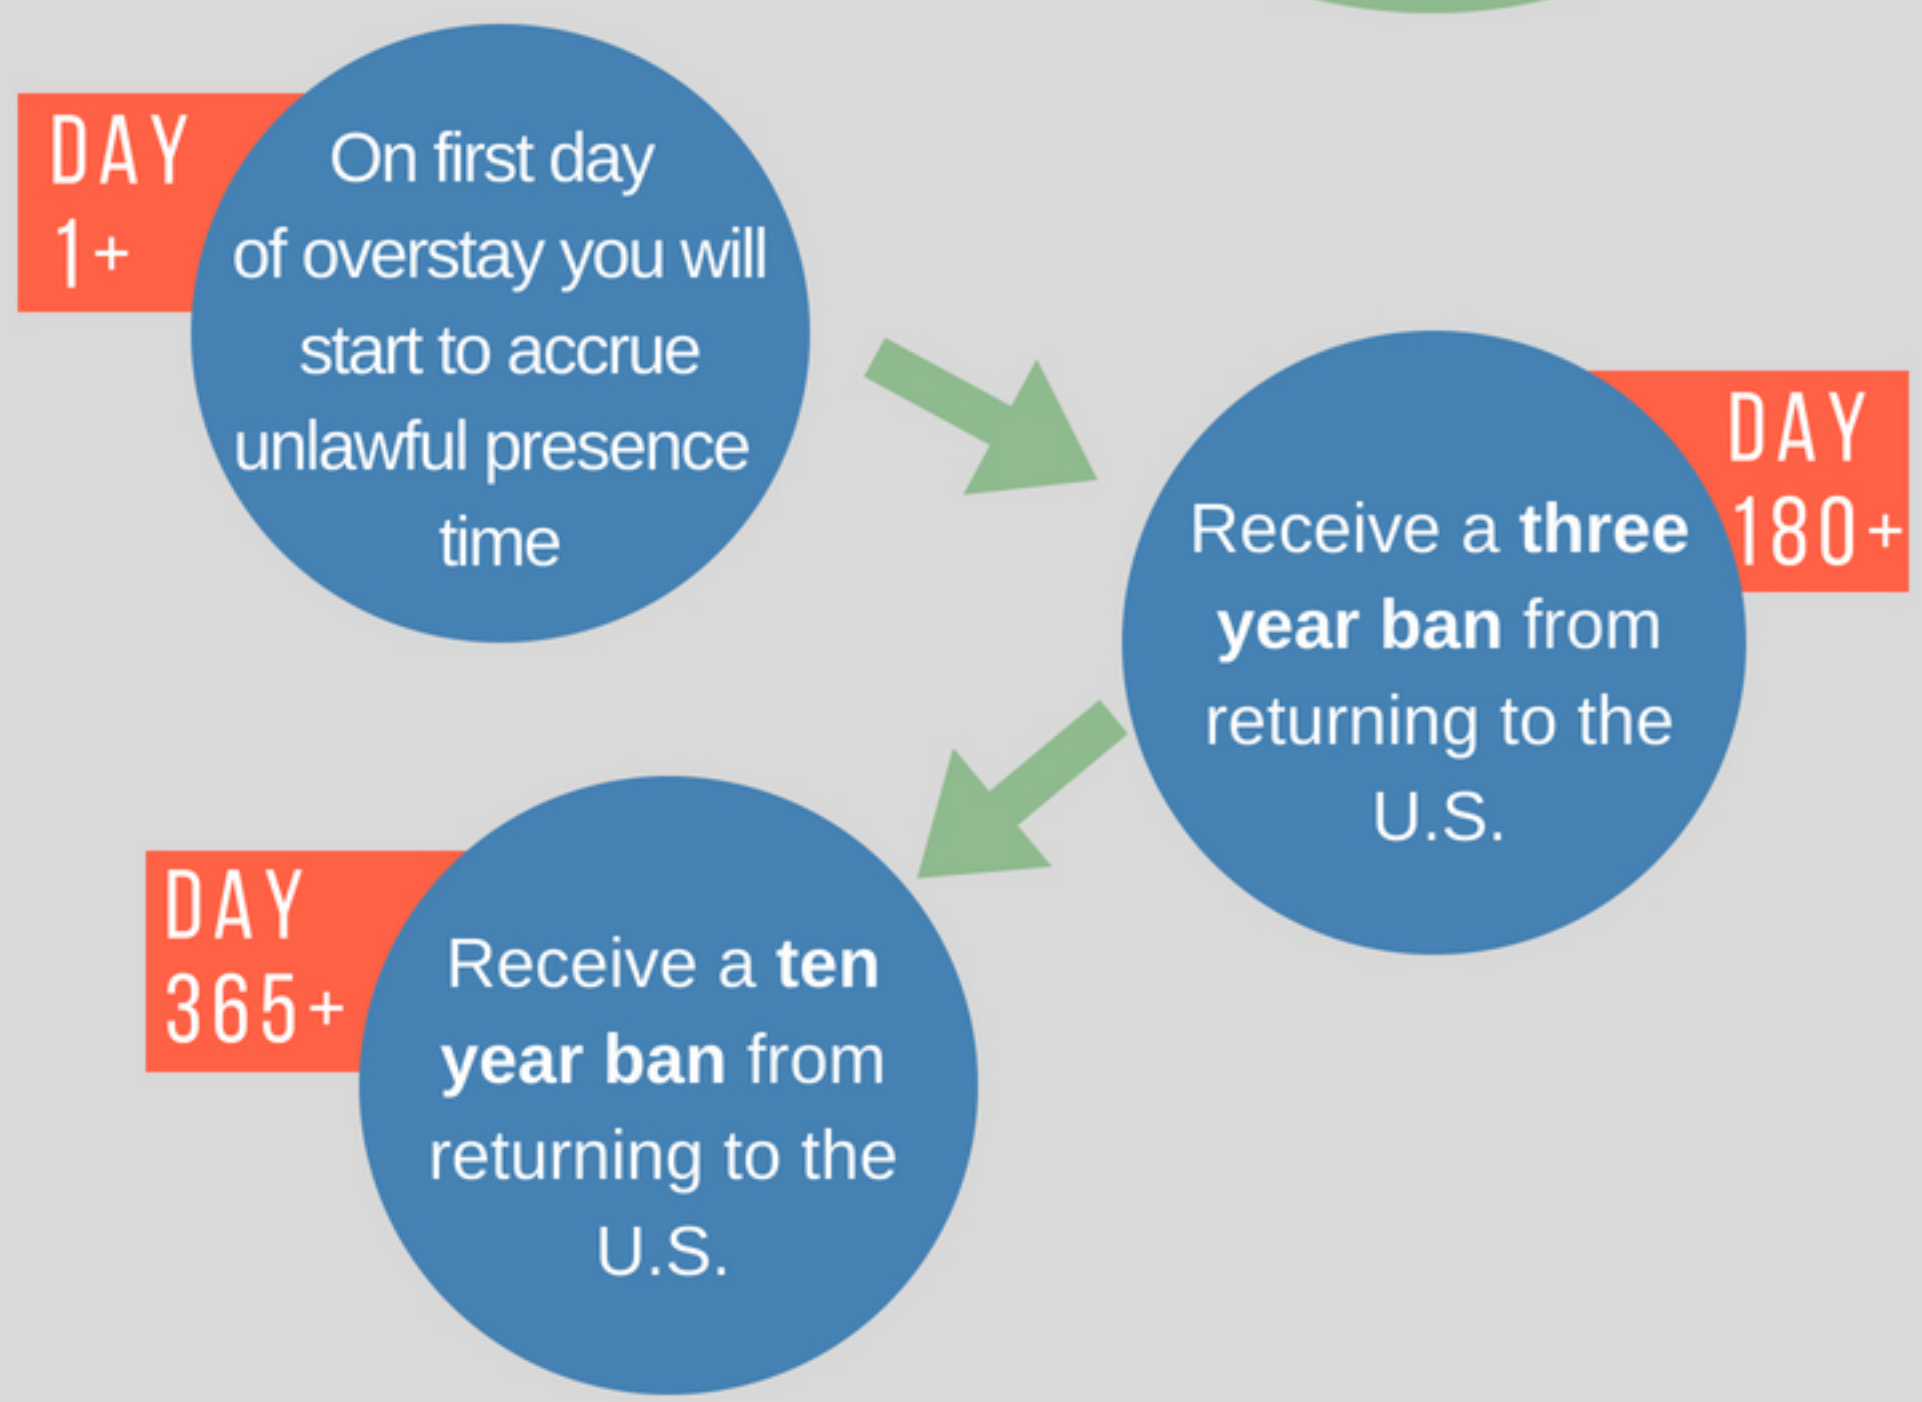 DAY
1+
On first day
of overstay you will
start to accrue
unlawful presence
time
DAY
180+
Receive a three
year ban from
returning to the
U.S.
DAY
365+
Receive a ten
year ban from
returning to the
U.S.